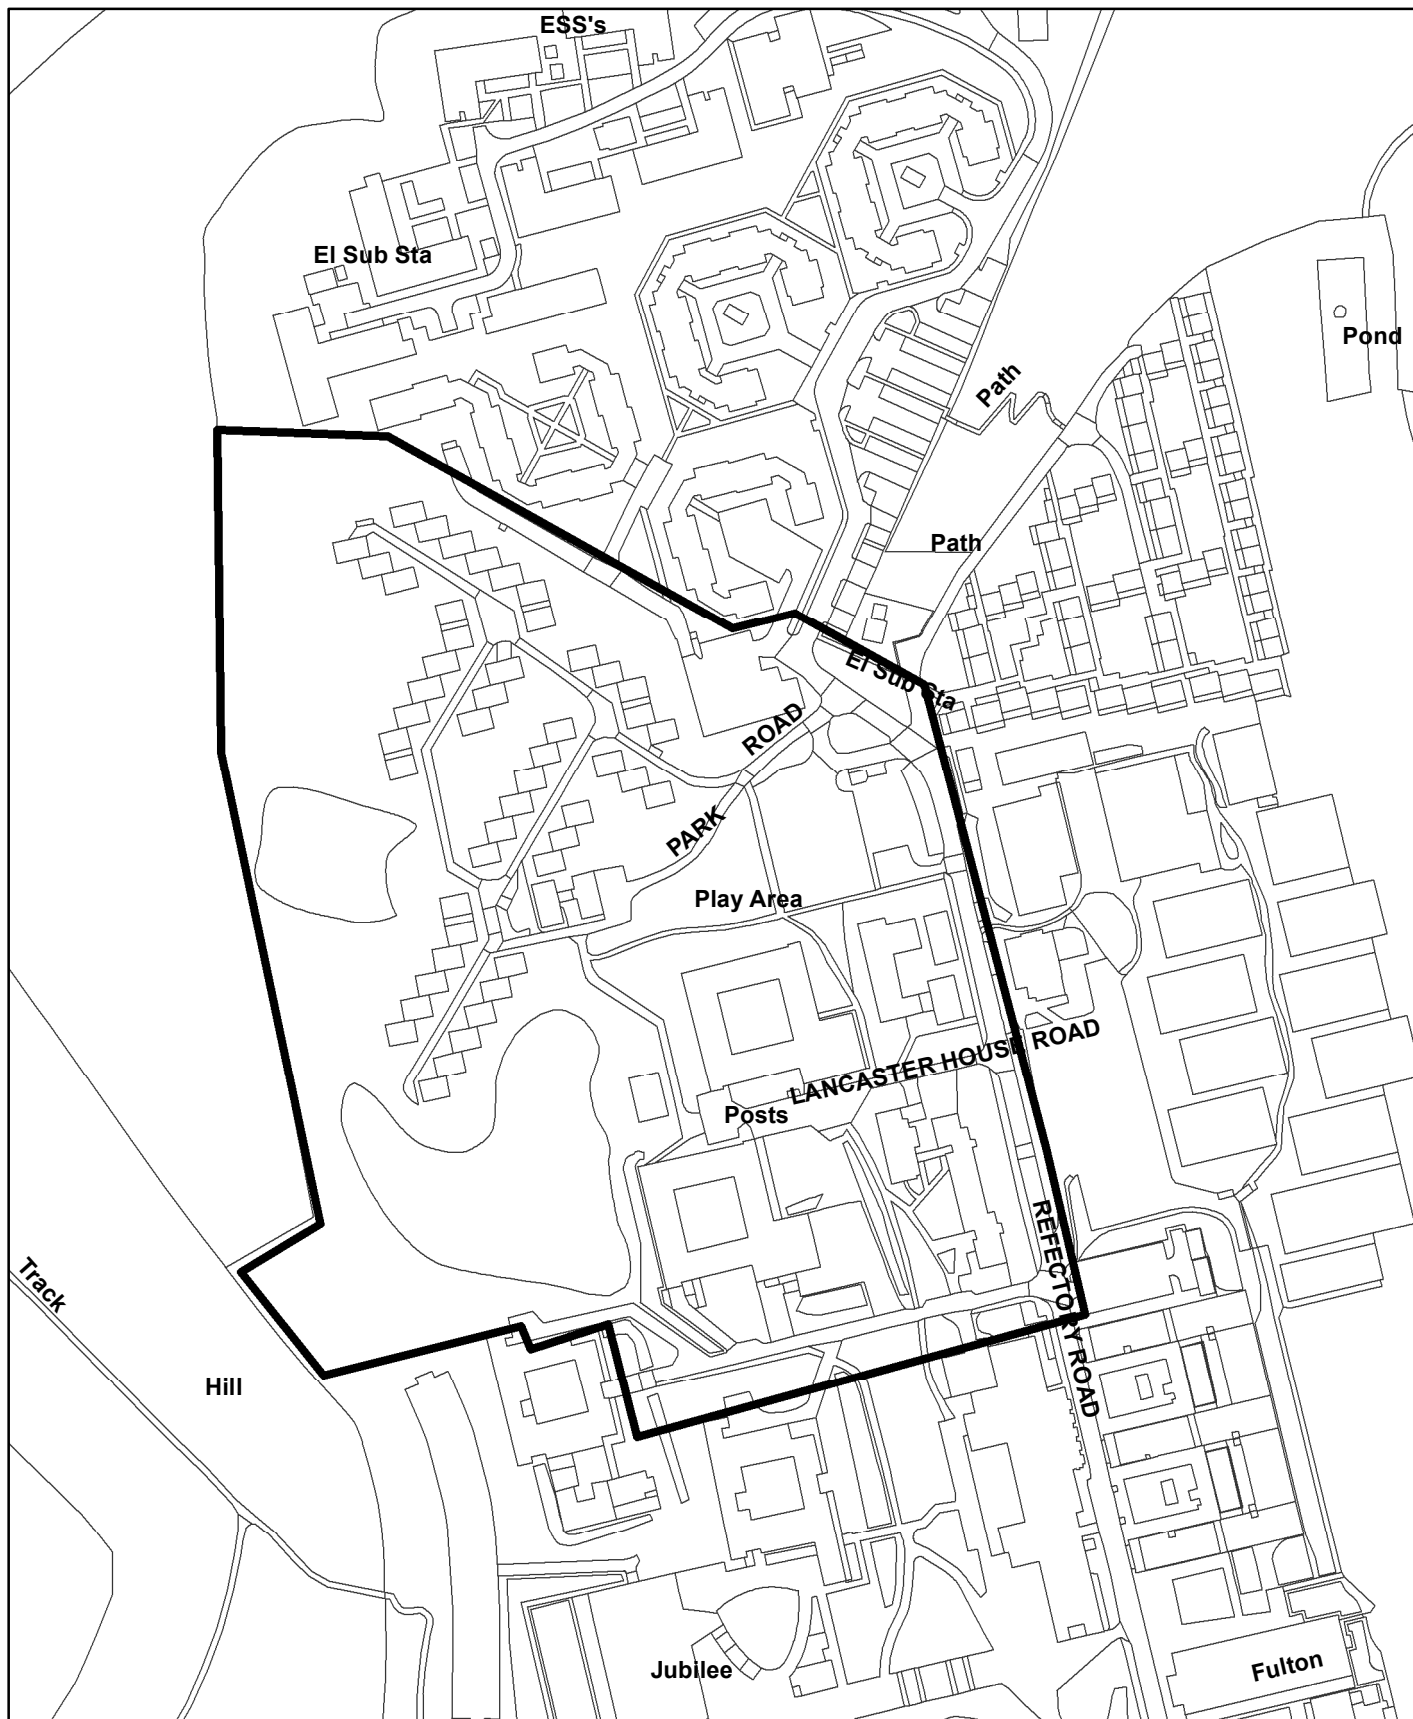 ESS's
El Sub Sta
Pond
Path
Path
El Sub Sta
ROAD
PARK
Play Area
LANCASTER HOUSE ROAD
Posts
REFECTORY ROAD
Track
Hill
Jubilee
Fulton